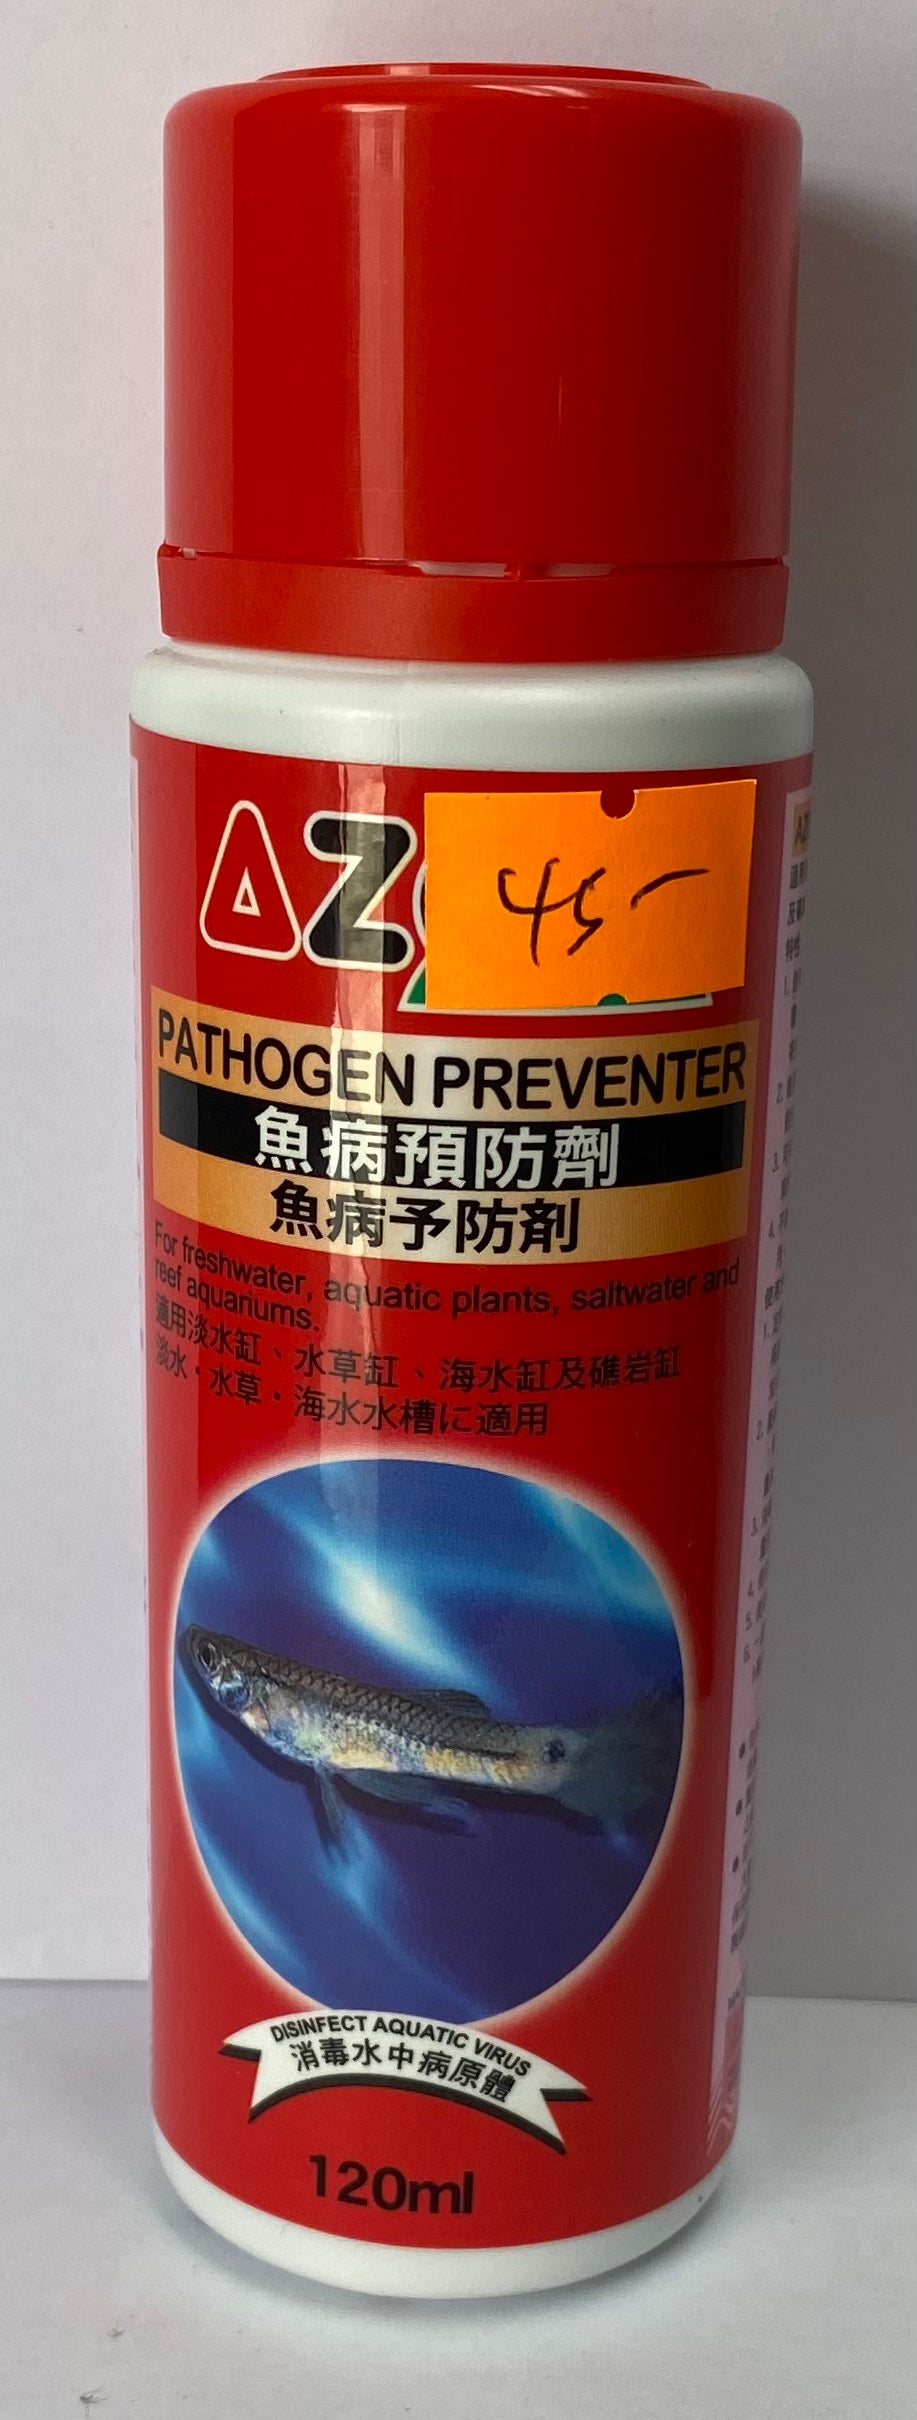 AZ
45-
PATHOGEN PREVENTER
魚病預防劑
魚病予防剤
For freshwater, aquatic plants, saltwater and
reef aquariums.
適用淡水缸、水草缸、海水缸及礁岩缸
淡水・水草・海水水槽に適用
DISINFECT AQUATIC VIRUS
消毒水中病原體
120ml